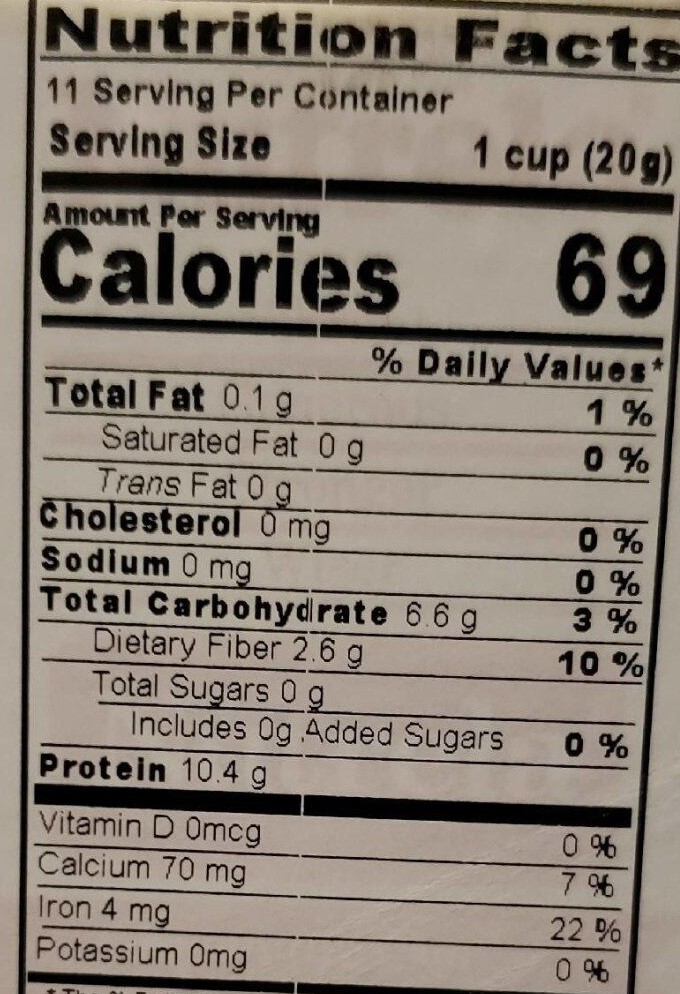 Nutrition Facts
11 Serving Per Container
Serving Size 1 cup (20g)
Amount Per Serving
Calories 69
% Daily Values*
Total Fat 0.1 g 1 %
Saturated Fat 0 g 0 %
Trans Fat 0 g
Cholesterol 0 mg 0 %
Sodium 0 mg 0 %
Total Carbohydrate 6.6 g 3 %
Dietary Fiber 2.6 g 10 %
Total Sugars 0 g
Includes 0g Added Sugars 0 %
Protein 10.4 g
Vitamin D 0mcg 0 %
Calcium 70 mg 7 %
Iron 4 mg 22 %
Potassium 0mg 0 %